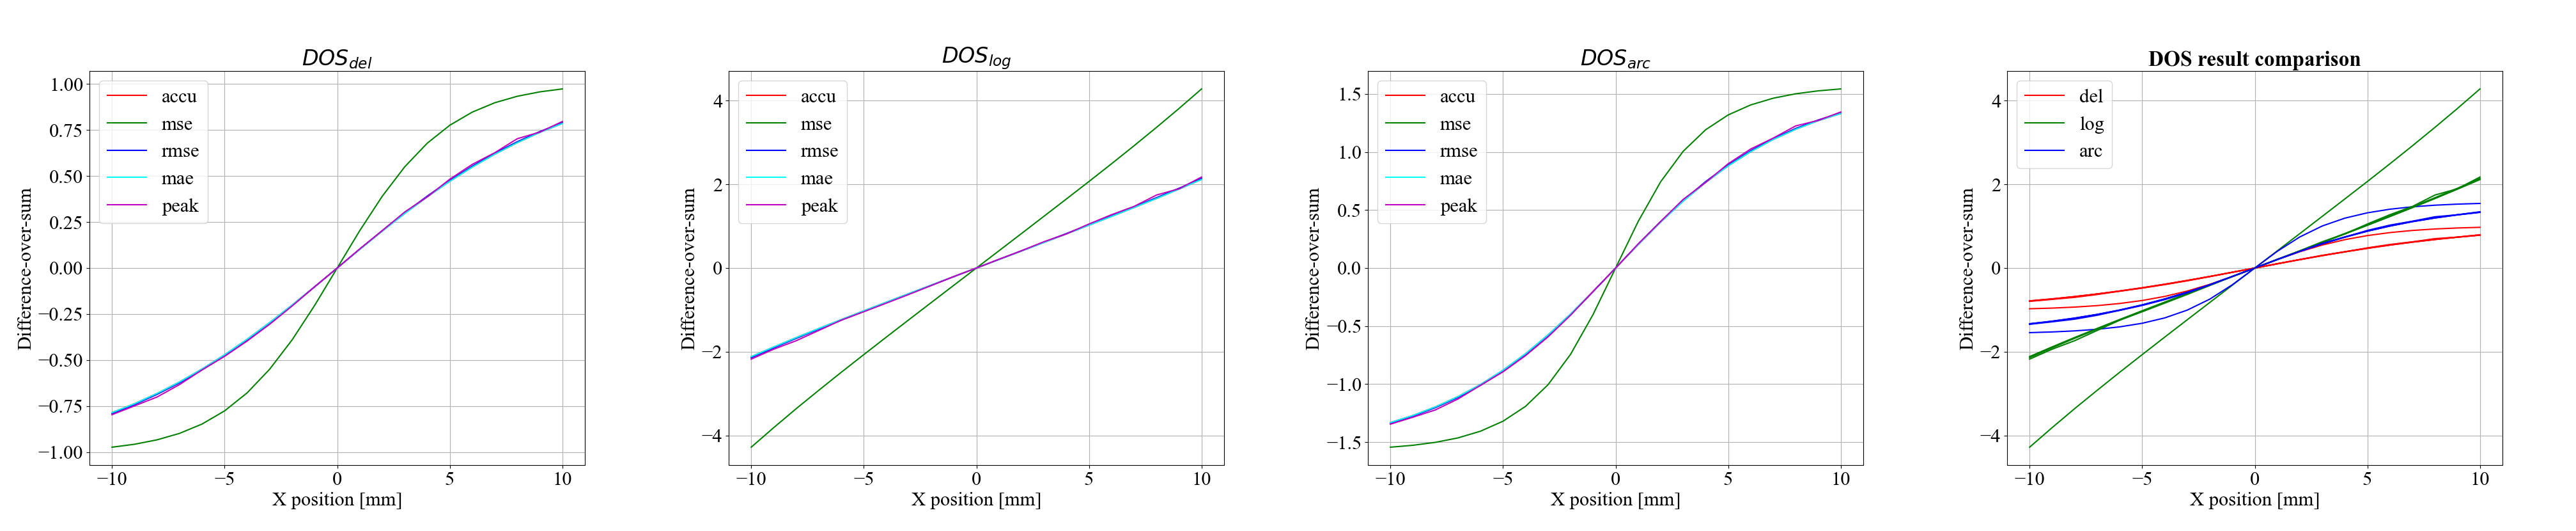 DOS_del
1.00
0.75
0.50
0.25
0.00
−0.25
−0.50
−0.75
−1.00
Difference-over-sum
accu
mse
rmse
mae
peak
−10 −5 0 5 10
X position [mm]
DOS_log
4
2
0
−2
−4
Difference-over-sum
accu
mse
rmse
mae
peak
−10 −5 0 5 10
X position [mm]
DOS_arc
1.5
1.0
0.5
0.0
−0.5
−1.0
−1.5
Difference-over-sum
accu
mse
rmse
mae
peak
−10 −5 0 5 10
X position [mm]
DOS result comparison
4
2
0
−2
−4
Difference-over-sum
del
log
arc
−10 −5 0 5 10
X position [mm]